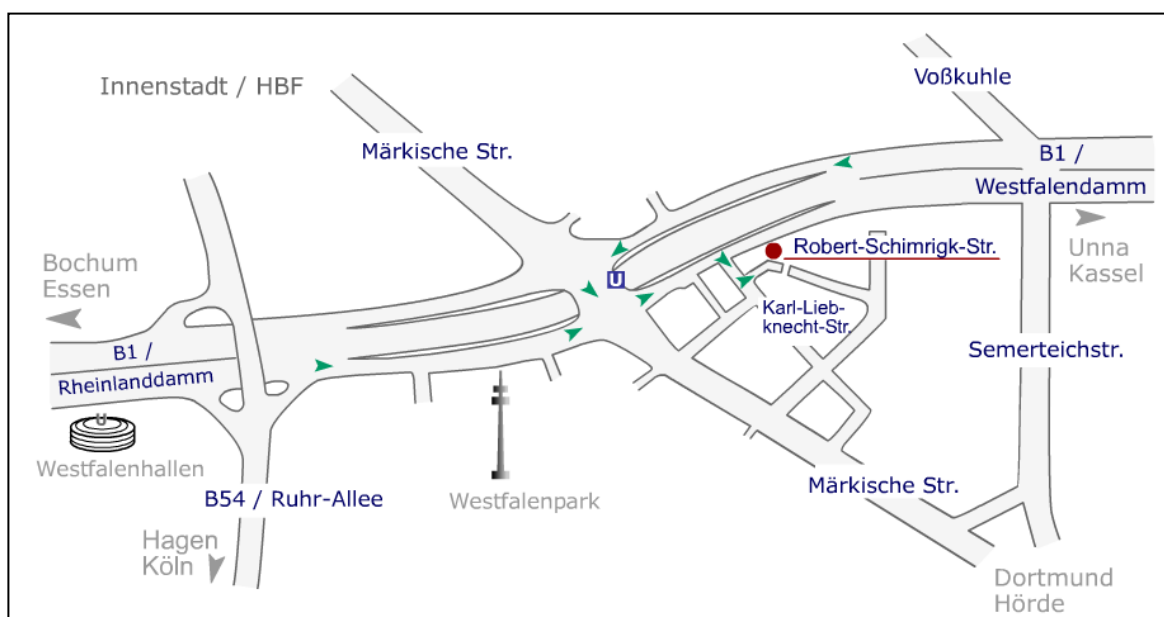 Innenstadt / HBF
Voßkuhle
Märkische Str.
B1 /
Westfalendamm
Robert-Schimrigk-Str.
Unna
Kassel
Bochum
Essen
U
Karl-Lieb-
knecht-Str.
B1 /
Rheinlanddamm
Semerteichstr.
U
Westfalenhallen
B54 / Ruhr-Allee
Westfalenpark
Märkische Str.
Hagen
Köln
Dortmund
Hörde